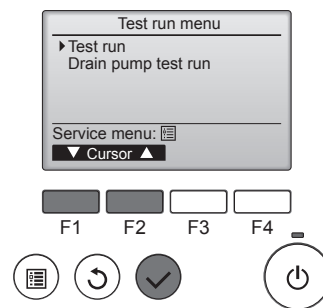 Test run menu
Test run
Drain pump test run
Service menu:
▼ Cursor ▲
F1 F2 F3 F4